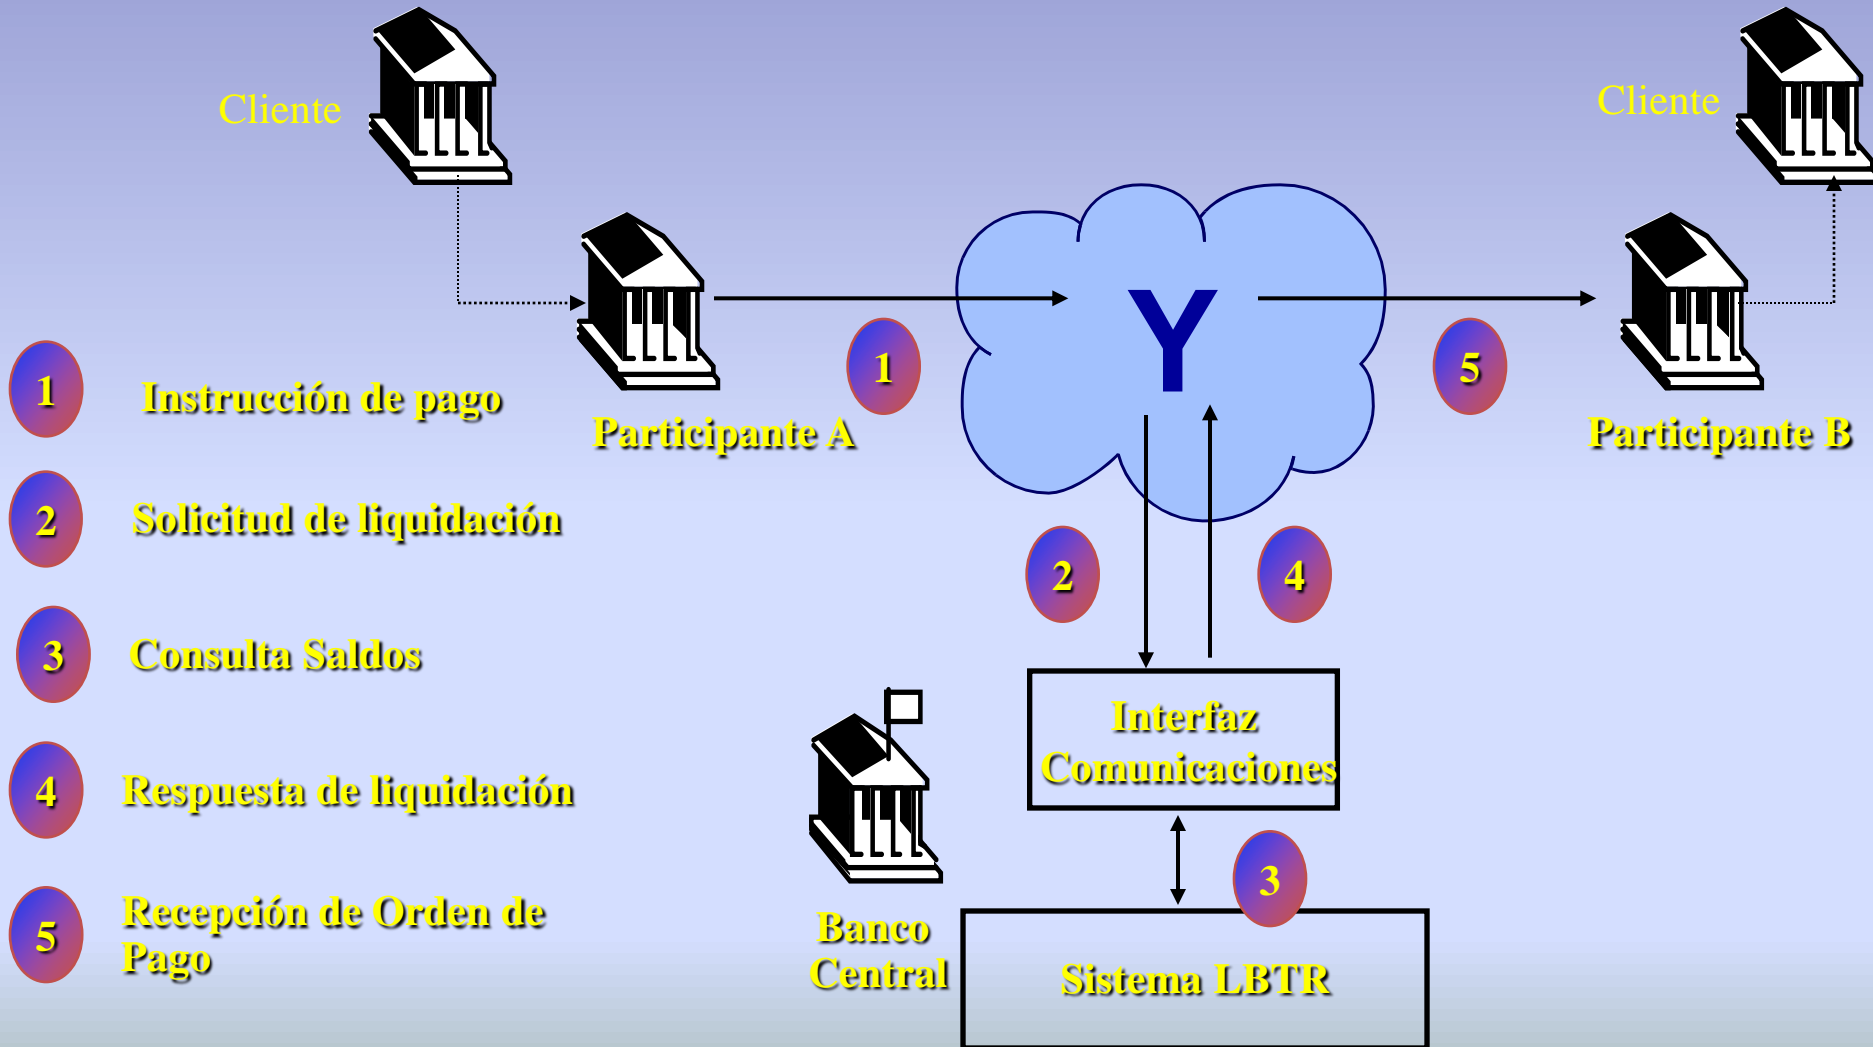 Cliente
Cliente
Y
1
5
1
Instrucción de pago
Participante A
Participante B
2
Solicitud de liquidación
2
4
3
Consulta Saldos
Interfaz
Comunicaciones
4
Respuesta de liquidación
3
5
Recepción de Orden de
Pago
Banco
Central
Sistema LBTR